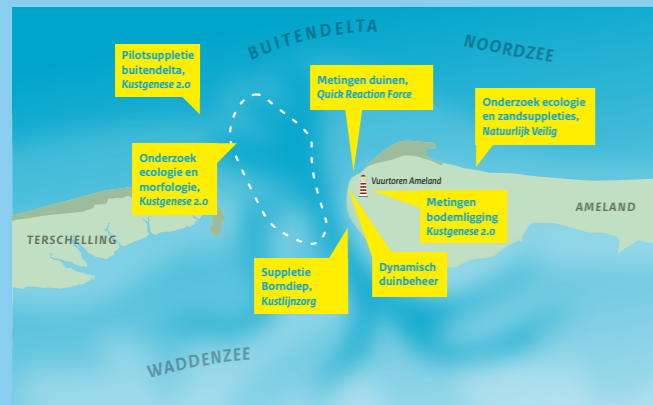 BUITENDELTA
NOORDZEE
Pilotsuppletie
buitendelta,
Kustgenese 2.0
Metingen duinen,
Quick Reaction Force
Onderzoek ecologie
en zandsuppleties,
Natuurlijk Veilig
Onderzoek
ecologie en
morfologie,
Kustgenese 2.0
Vuurtoren Ameland
Metingen
bodemligging
Kustgenese 2.0
AMELAND
TERSCHELLING
Suppletie
Borndiep,
Kustlijnzorg
Dynamisch
duinbeheer
WADDENZEE